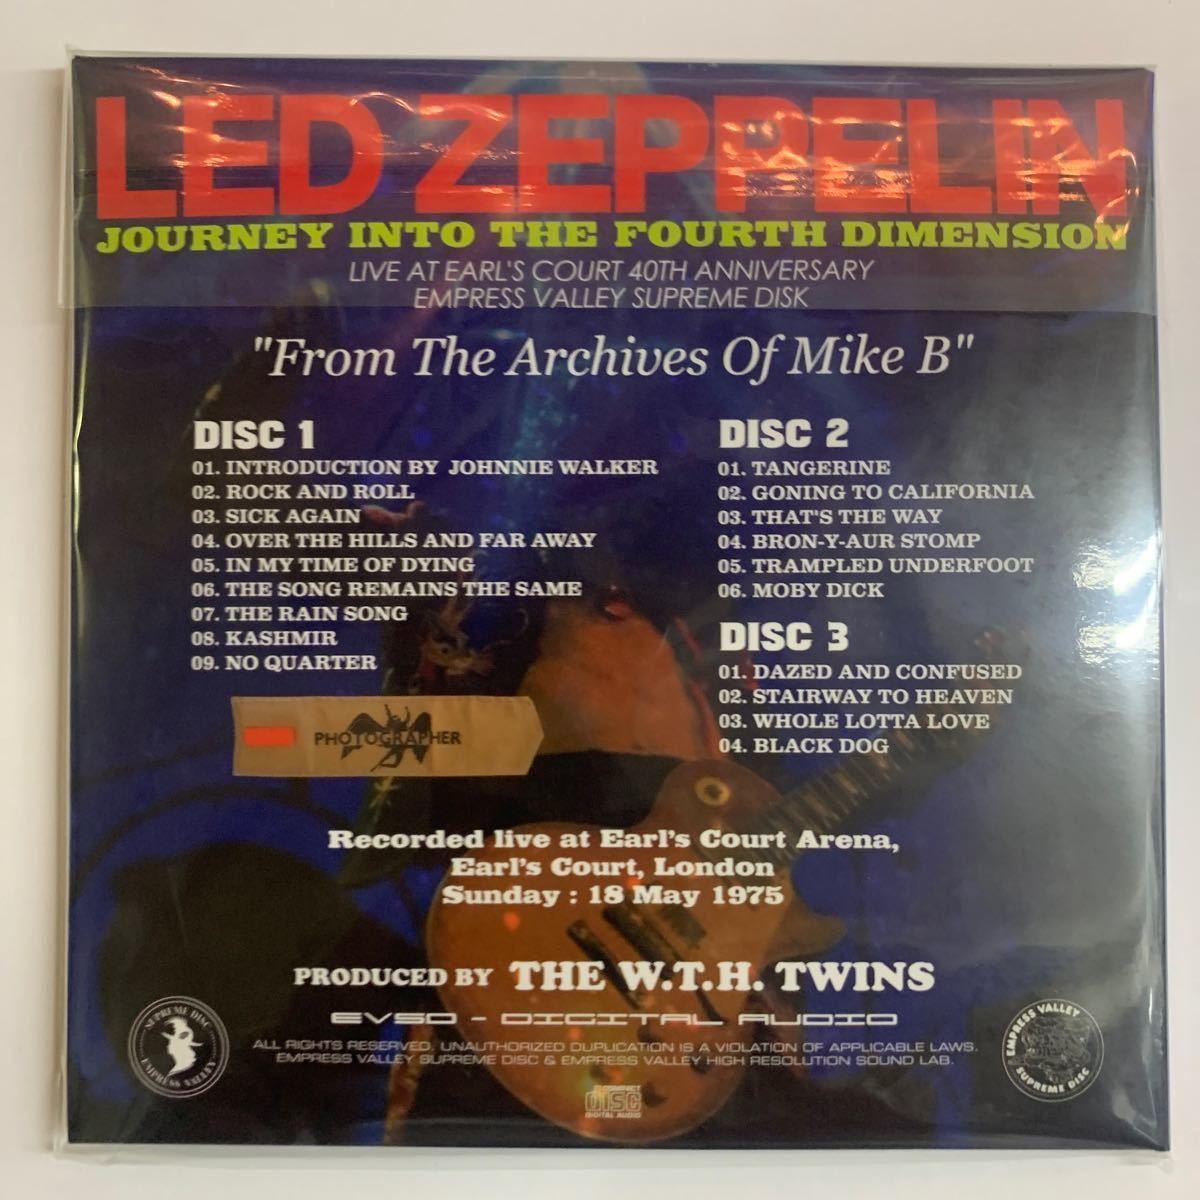 LED ZEPPELIN
JOURNEY INTO THE FOURTH DIMENSION
LIVE AT EARL'S COURT 40TH ANNIVERSARY
EMPRESS VALLEY SUPREME DISK
"From The Archives Of Mike B"
DISC 1
01. INTRODUCTION BY JOHNNIE WALKER
02. ROCK AND ROLL
03. SICK AGAIN
04. OVER THE HILLS AND FAR AWAY
05. IN MY TIME OF DYING
06. THE SONG REMAINS THE SAME
07. THE RAIN SONG
08. KASHMIR
09. NO QUARTER
DISC 2
01. TANGERINE
02. GONING TO CALIFORNIA
03. THAT'S THE WAY
04. BRON-Y-AUR STOMP
05. TRAMPLED UNDERFOOT
06. MOBY DICK
DISC 3
01. DAZED AND CONFUSED
02. STAIRWAY TO HEAVEN
03. WHOLE LOTTA LOVE
04. BLACK DOG
PHOTOGRAPHER
Recorded live at Earl's Court Arena,
Earl's Court, London
Sunday : 18 May 1975
PRODUCED BY THE W.T.H. TWINS
EVSD - DIGITAL AUDIO
ALL RIGHTS RESERVED. UNAUTHORIZED DUPLICATION IS A VIOLATION OF APPLICABLE LAWS.
EMPRESS VALLEY SUPREME DISC & EMPRESS VALLEY HIGH RESOLUTION SOUND LAB.
SUPREME DISC
EMPRESS VALLEY
EMPRESS VALLEY
SUPREME DISC
COMPACT
DISC
DIGITAL AUDIO